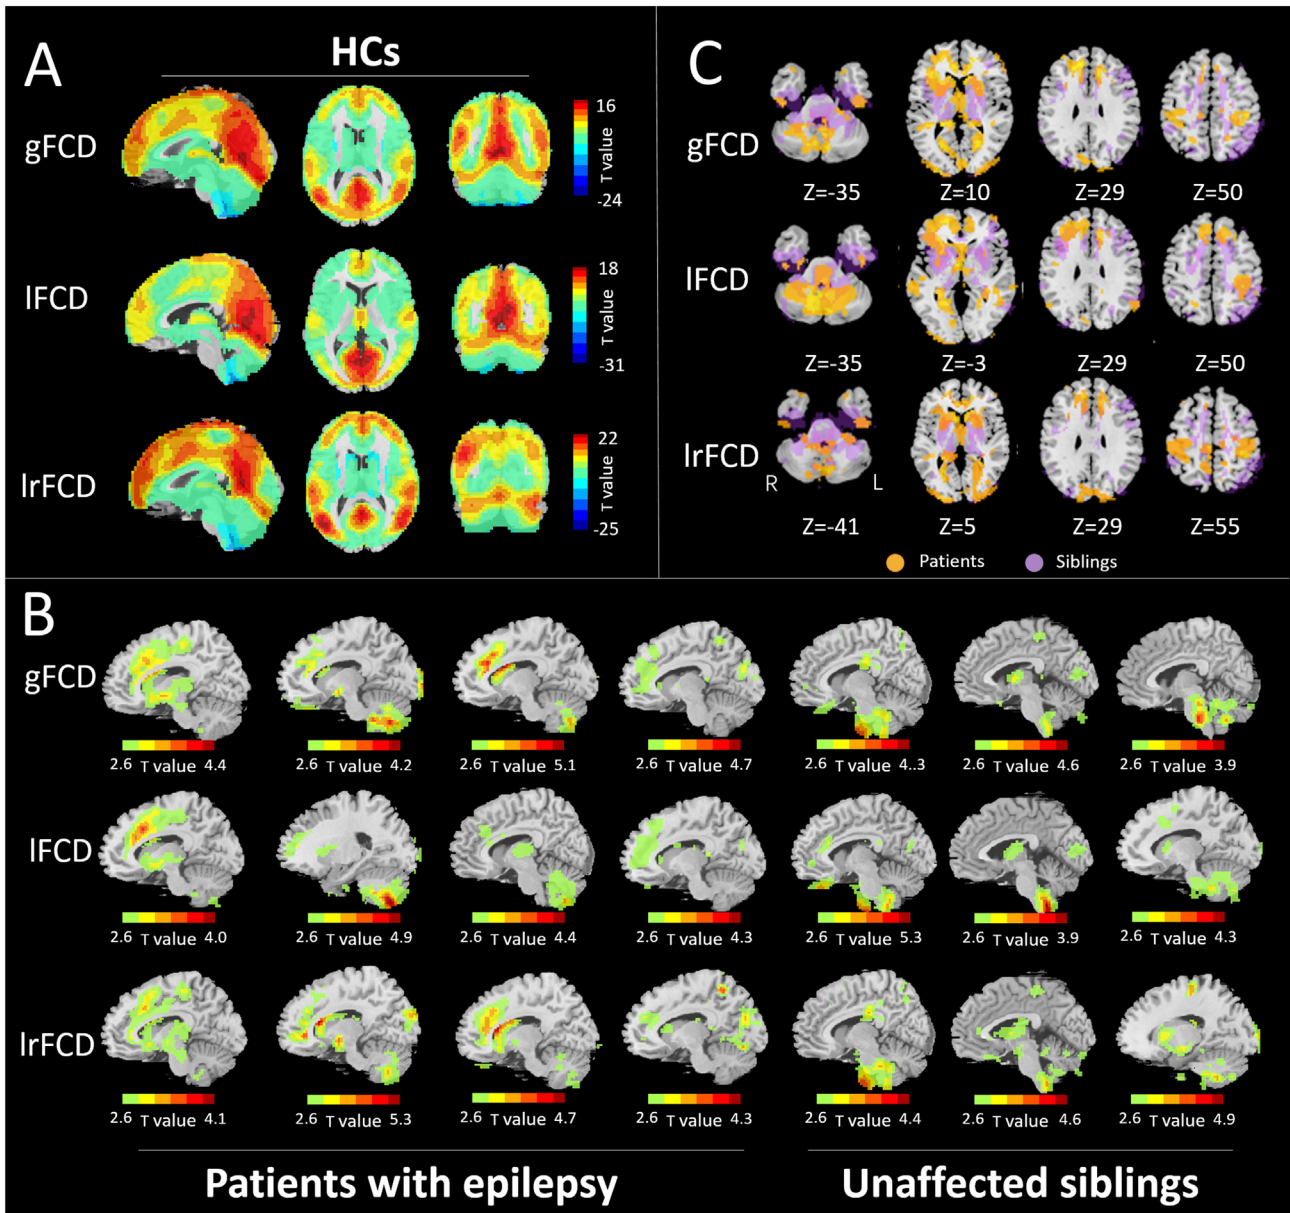 A
HCs
gFCD
16
T value
-24
lFCD
18
T value
-31
lrFCD
22
T value
-25
C
gFCD
Z=-35 Z=10 Z=29 Z=50
lFCD
Z=-35 Z=-3 Z=29 Z=50
lrFCD
R L
Z=-41 Z=5 Z=29 Z=55
Patients Siblings
B
gFCD
2.6 T value 4.4 2.6 T value 4.2 2.6 T value 5.1 2.6 T value 4.7 2.6 T value 4..3 2.6 T value 4.6 2.6 T value 3.9
lFCD
2.6 T value 4.0 2.6 T value 4.9 2.6 T value 4.4 2.6 T value 4.3 2.6 T value 5.3 2.6 T value 3.9 2.6 T value 4.3
lrFCD
2.6 T value 4.1 2.6 T value 5.3 2.6 T value 4.7 2.6 T value 4.3 2.6 T value 4.4 2.6 T value 4.6 2.6 T value 4.9
Patients with epilepsy Unaffected siblings